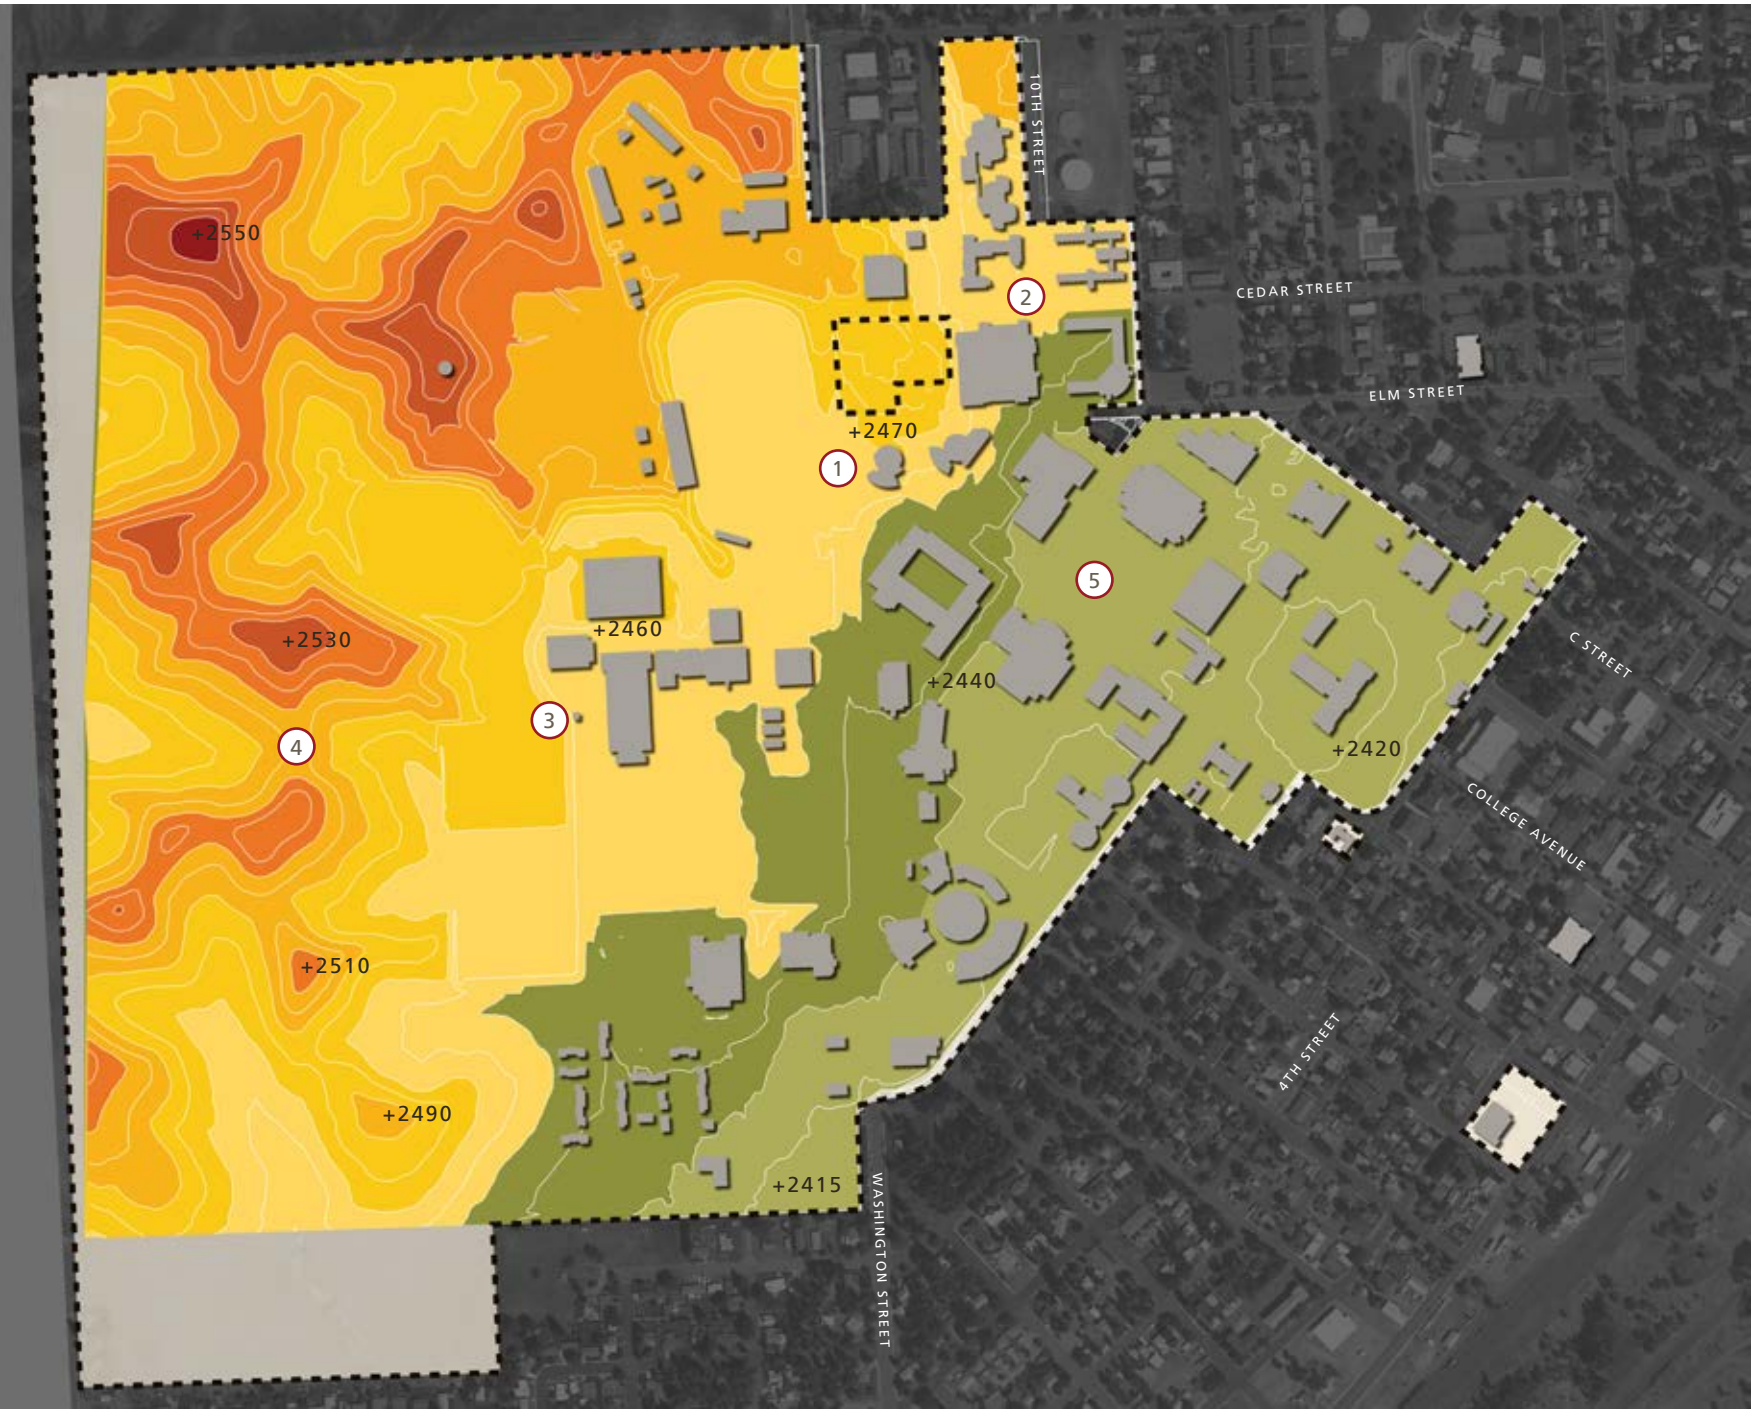 10TH STREET
+2550
CEDAR STREET
2
ELM STREET
+2470
1
5
+2460
+2530
C STREET
+2440
3
4
+2420
COLLEGE AVENUE
+2510
4TH STREET
+2490
+2415
WASHINGTON STREET